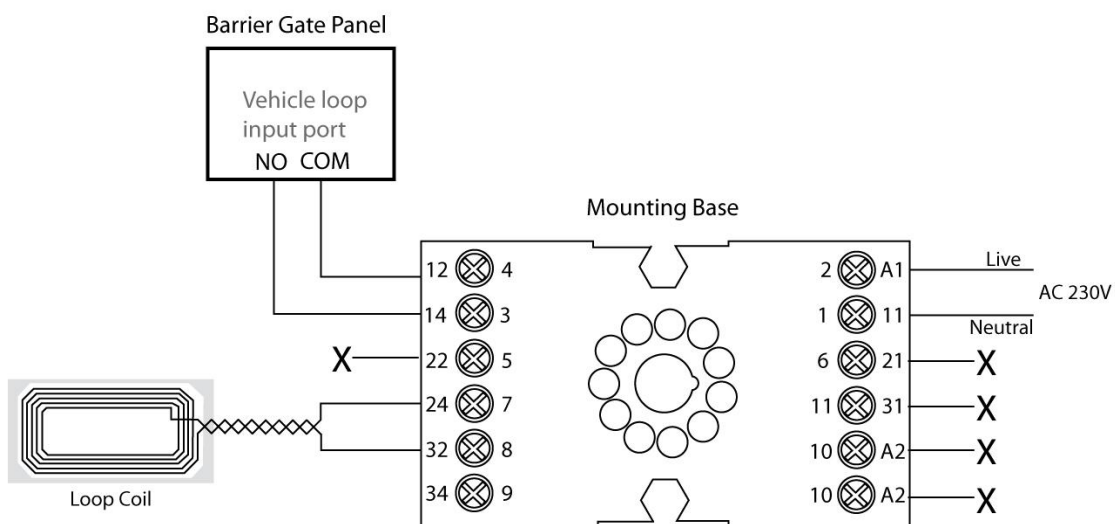 Barrier Gate Panel
Vehicle loop
input port
NO COM
Mounting Base
12 4 2 A1 Live
AC 230V
14 3 1 11 Neutral
X 22 5 6 21 X
24 7 11 31 X
32 8 10 A2 X
34 9 10 A2 X
Loop Coil